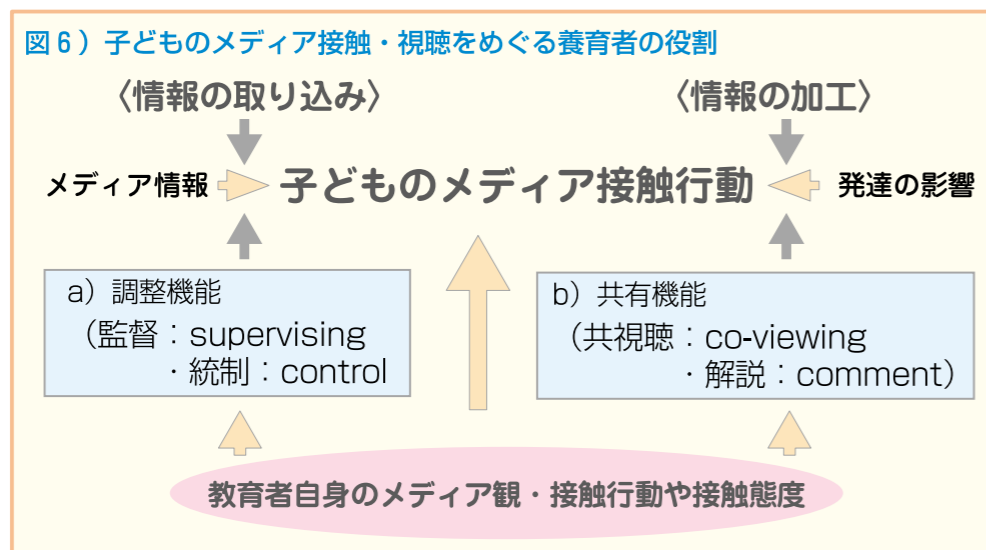 図6）子どものメディア接触・視聴をめぐる養育者の役割
〈情報の取り込み〉
〈情報の加工〉
メディア情報
子どものメディア接触行動
発達の影響
a）調整機能
（監督：supervising
・統制：control
b）共有機能
（共視聴：co-viewing
・解説：comment）
教育者自身のメディア観・接触行動や接触態度